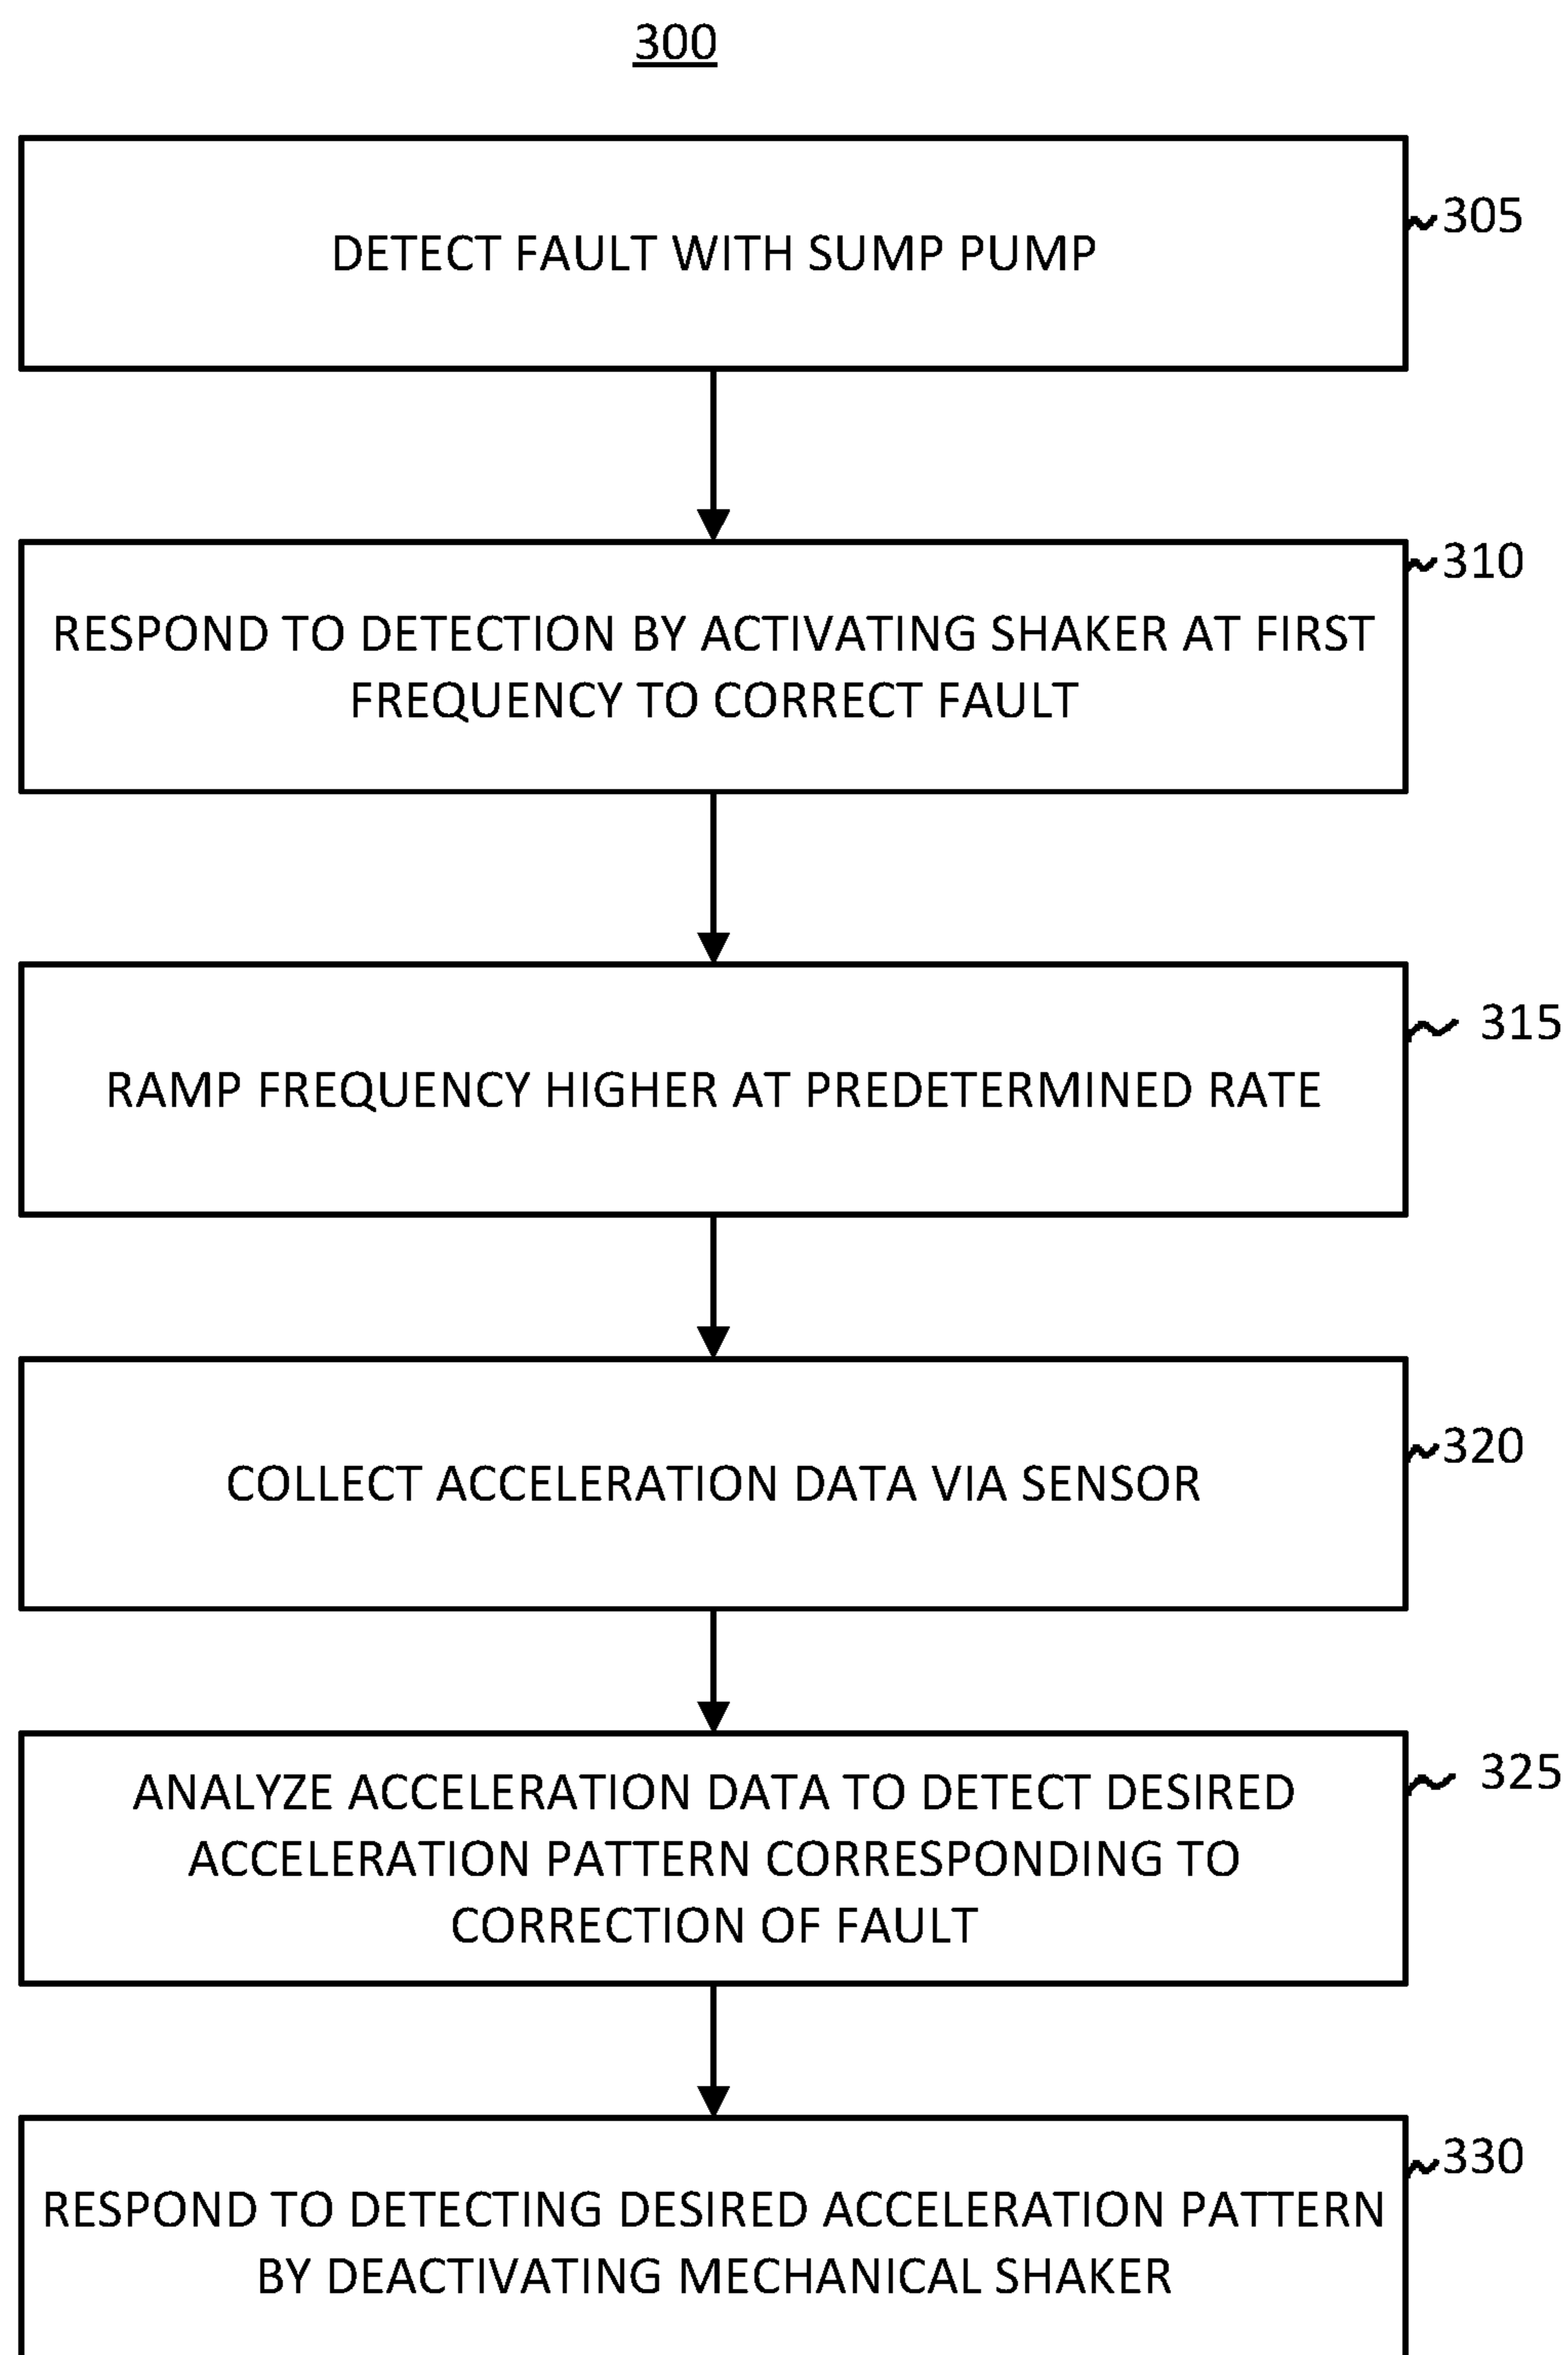 300
DETECT FAULT WITH SUMP PUMP
305
RESPOND TO DETECTION BY ACTIVATING SHAKER AT FIRST
FREQUENCY TO CORRECT FAULT
310
RAMP FREQUENCY HIGHER AT PREDETERMINED RATE
315
COLLECT ACCELERATION DATA VIA SENSOR
320
ANALYZE ACCELERATION DATA TO DETECT DESIRED
ACCELERATION PATTERN CORRESPONDING TO
CORRECTION OF FAULT
325
RESPOND TO DETECTING DESIRED ACCELERATION PATTERN
BY DEACTIVATING MECHANICAL SHAKER
330